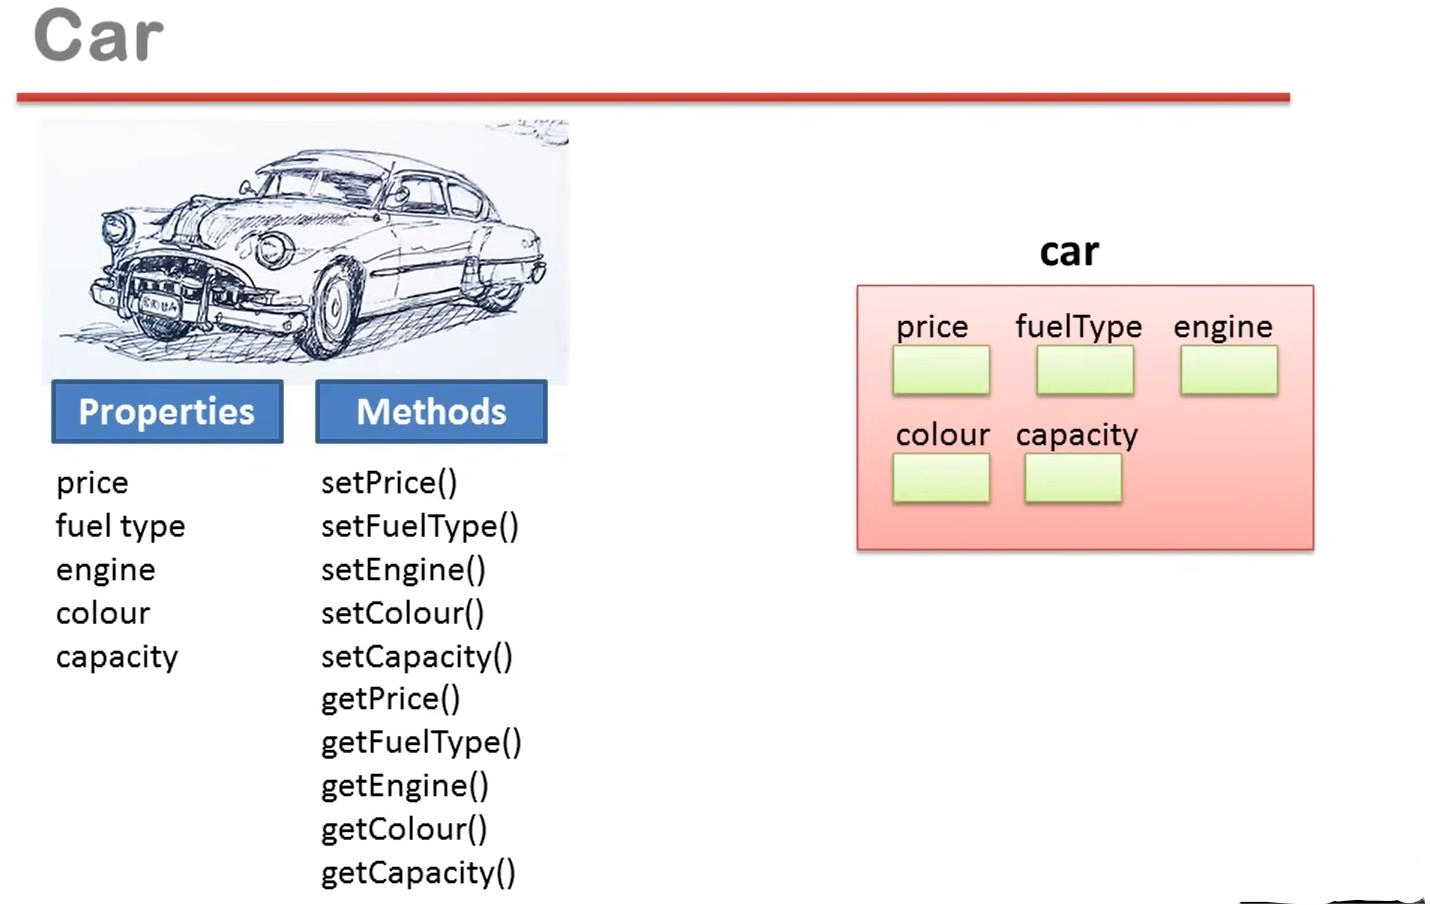 Car
Properties
price
fuel type
engine
colour
capacity
Methods
setPrice()
setFuelType()
setEngine()
setColour()
setCapacity()
getPrice()
getFuelType()
getEngine()
getColour()
getCapacity()
car
price fuelType engine
colour capacity